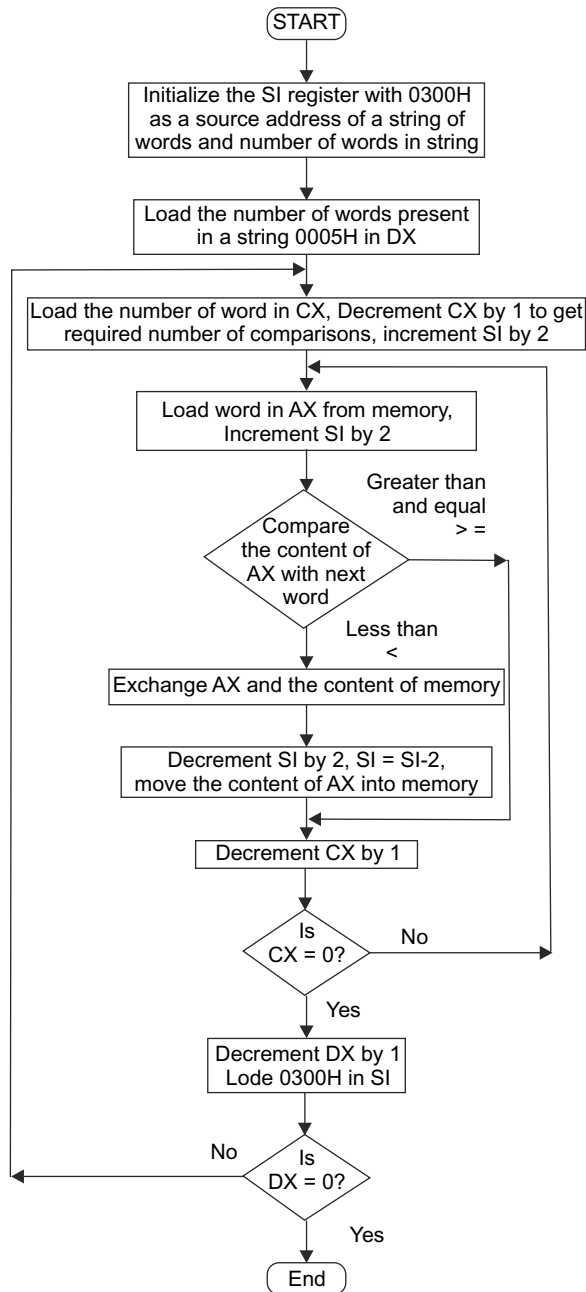 START
Initialize the SI register with 0300H
as a source address of a string of
words and number of words in string
Load the number of words present
in a string 0005H in DX
Load the number of word in CX, Decrement CX by 1 to get
required number of comparisons, increment SI by 2
Load word in AX from memory,
Increment SI by 2
Greater than
and equal
> =
Compare
the content of
AX with next
word
Less than
<
Exchange AX and the content of memory
Decrement SI by 2, SI = SI-2,
move the content of AX into memory
Decrement CX by 1
Is
CX = 0?
No
Yes
Decrement DX by 1
Lode 0300H in SI
No
Is
DX = 0?
Yes
End